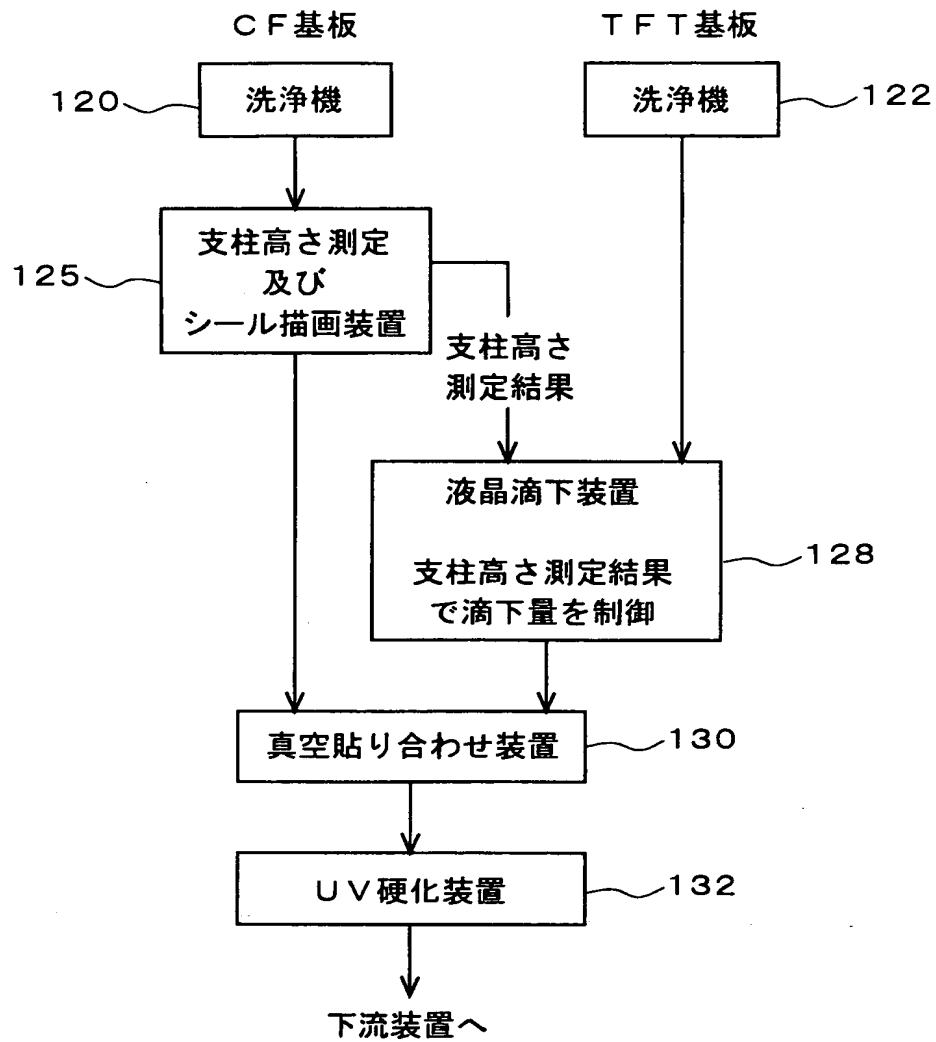 ＣＦ基板
ＴＦＴ基板
120
洗浄機
洗浄機
122
125
支柱高さ測定
及び
シール描画装置
支柱高さ
測定結果
液晶滴下装置
支柱高さ測定結果
で滴下量を制御
128
真空貼り合わせ装置
130
ＵＶ硬化装置
132
下流装置へ